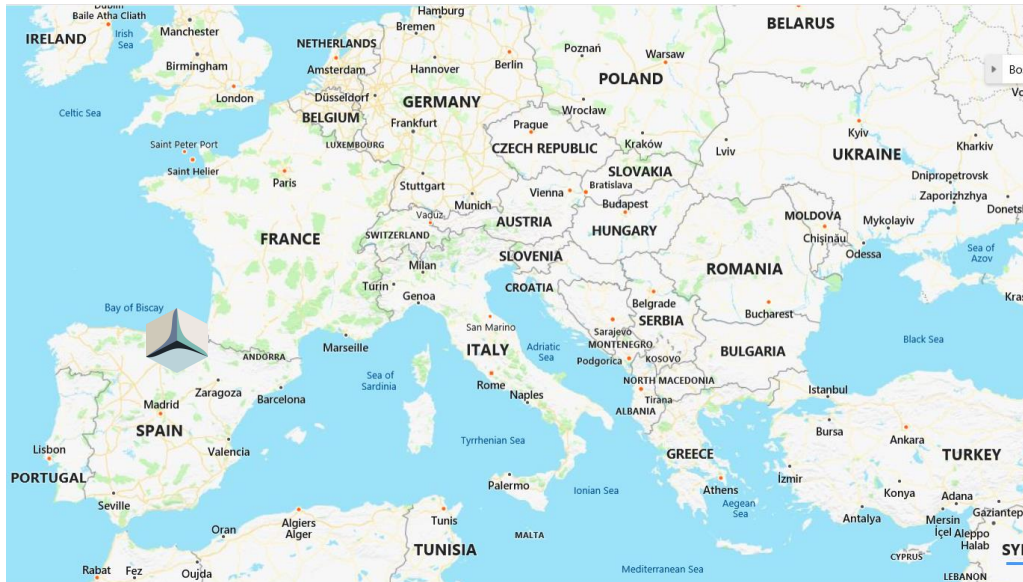 Dublin
Baile Atha Cliath
IRELAND
Irish
Sea
Manchester
Birmingham
London
Celtic Sea
Hamburg
Bremen
NETHERLANDS
Amsterdam
Hannover
Berlin
Düsseldorf
GERMANY
BELGIUM
Frankfurt
LUXEMBOURG
Poznań
Warsaw
POLAND
Wrocław
BELARUS
Bo
Vo
Prague
CZECH REPUBLIC
Kraków
Lviv
Kyiv
UKRAINE
Kharkiv
Saint Peter Port
Saint Helier
Paris
Stuttgart
Munich
Vienna
Bratislava
SLOVAKIA
Budapest
Dnipropetrovsk
Zaporizhzhya
Donets
FRANCE
Vaduz
SWITZERLAND
AUSTRIA
HUNGARY
MOLDOVA
Chişinău
Mykolayiv
Odessa
Sea of
Azov
Milan
SLOVENIA
Turin
Genoa
CROATIA
ROMANIA
Belgrade
Bucharest
Kras
Bay of Biscay
San Marino
Sarajevo
SERBIA
MONTENEGRO
Black Sea
Marseille
ITALY
Adriatic
Sea
Podgorica
KOSOVO
BULGARIA
ANDORRA
Sea of
Sardinia
Rome
NORTH MACEDONIA
Tirana
ALBANIA
Istanbul
Zaragoza
Barcelona
Madrid
SPAIN
Naples
Bursa
Ankara
Lisbon
Valencia
Tyrrhenian Sea
GREECE
TURKEY
PORTUGAL
Seville
Palermo
Ionian Sea
Athens
Aegean
Sea
İzmir
Konya
Adana
Antalya
Mersin
İçel
Gaziantep
Aleppo
Halab
Oran
Algiers
Alger
Tunis
TUNISIA
MALTA
CYPRUS
SY
LEBANON
Rabat
Fez
Oujda
Mediterranean Sea